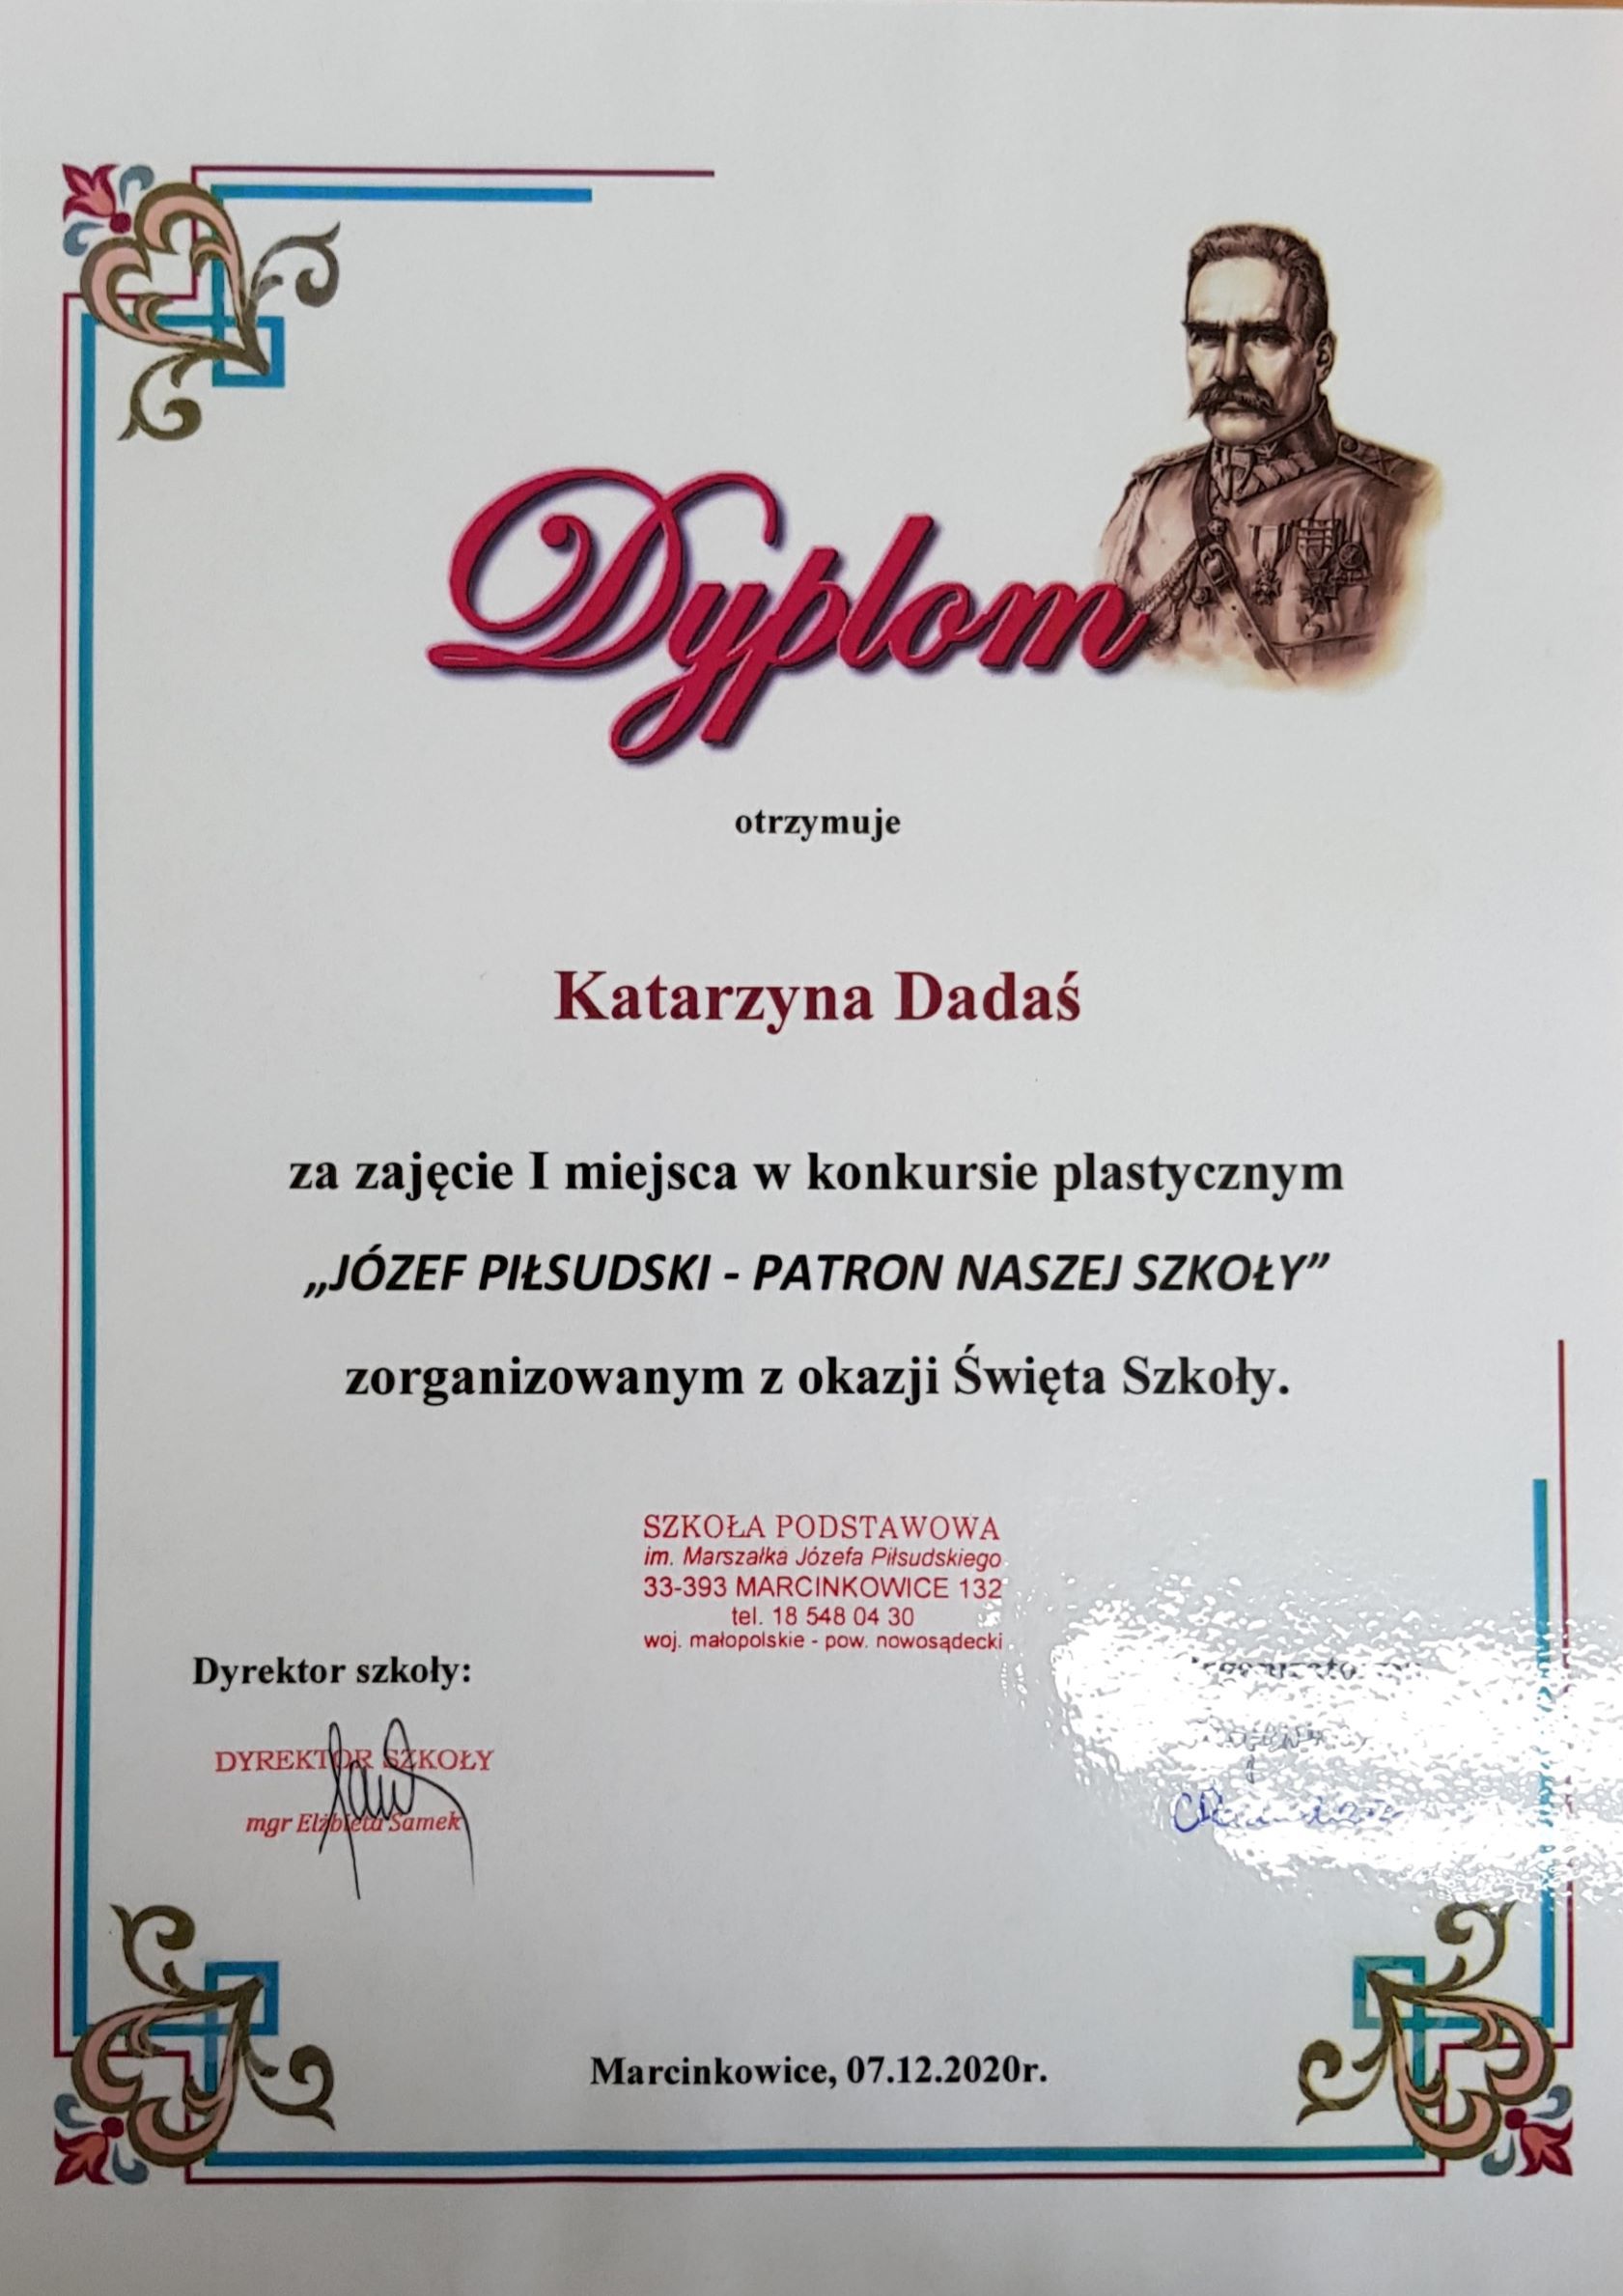 Dyplom
otrzymuje
Katarzyna Dadaś
za zajęcie I miejsca w konkursie plastycznym
„JÓZEF PIŁSUDSKI - PATRON NASZEJ SZKOŁY”
zorganizowanym z okazji Święta Szkoły.
SZKOŁA PODSTAWOWA
im. Marszałka Józefa Piłsudskiego
33-393 MARCINKOWICE 132
tel. 18 548 04 30
woj. małopolskie - pow. nowosądecki
Dyrektor szkoły:
DYREKTOR SZKOŁY
mgr Elżbieta Samek
Marcinkowice, 07.12.2020r.